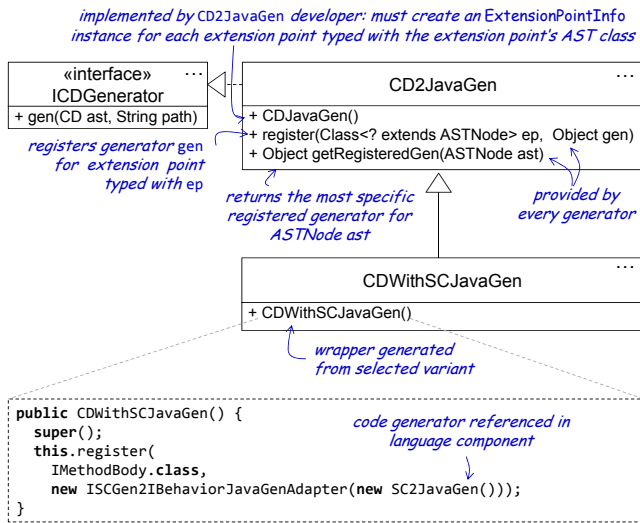 implemented by CD2JavaGen developer: must create an ExtensionPointInfo
instance for each extension point typed with the extension point's AST class
«interface» ...
ICDGenerator
+ gen(CD ast, String path)
CD2JavaGen ...
+ CDJavaGen()
+ register(Class<? extends ASTNode> ep, Object gen)
+ Object getRegisteredGen(ASTNode ast)
registers generator gen
for extension point
typed with ep
returns the most specific
registered generator for
ASTNode ast
provided by
every generator
CDWithSCJavaGen ...
+ CDWithSCJavaGen()
wrapper generated
from selected variant
public CDWithSCJavaGen() {
super();
this.register(
IMethodBody.class,
new ISCGen2IBehaviorJavaGenAdapter(new SC2JavaGen()));
}
code generator referenced in
language component